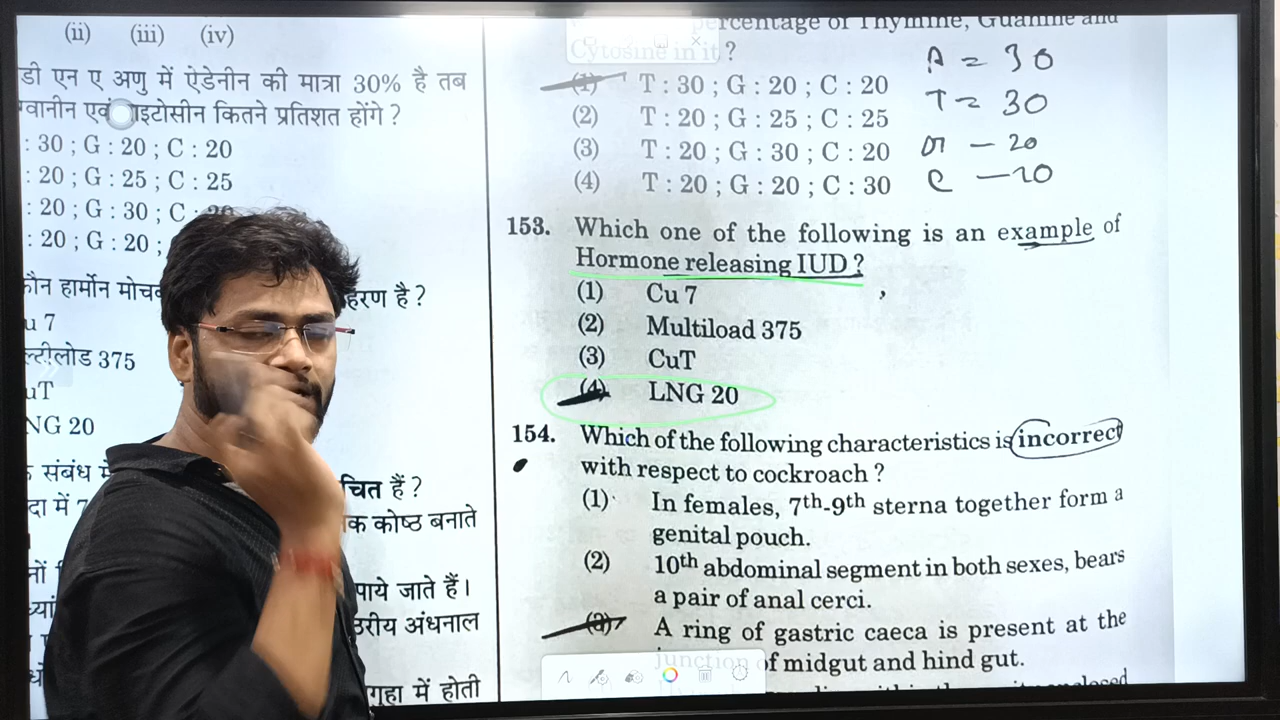 (ii) (iii) (iv)
डी एन ए अणु में ऐडेनीन की मात्रा 30% है तब
ग्वानीन एवं साइटोसीन कितने प्रतिशत होंगे ?
: 30 ; G : 20 ; C : 20
: 20 ; G : 25 ; C : 25
: 20 ; G : 30 ; C : 20
: 20 ; G : 20 ;
कौन हार्मोन मोचक
हरण है ?
u 7
ल्टीलोड 375
uT
NG 20
संबंध में
चित हैं ?
दा में 7
क कोष्ठ बनाते
पाये जाते हैं।
उरीय अंधनाल
गुहा में होती
percentage of Thymine, Guanine and
Cytosine in it ?
(1) T : 30 ; G : 20 ; C : 20
(2) T : 20 ; G : 25 ; C : 25
(3) T : 20 ; G : 30 ; C : 20
(4) T : 20 ; G : 20 ; C : 30
A = 30
T = 30
G - 20
C - 20
153. Which one of the following is an example of
Hormone releasing IUD ?
(1) Cu 7
(2) Multiload 375
(3) CuT
(4) LNG 20
154. Which of the following characteristics is incorrect
with respect to cockroach ?
(1) In females, 7th-9th sterna together form a
genital pouch.
(2) 10th abdominal segment in both sexes, bears
a pair of anal cerci.
(3) A ring of gastric caeca is present at the
junction of midgut and hind gut.